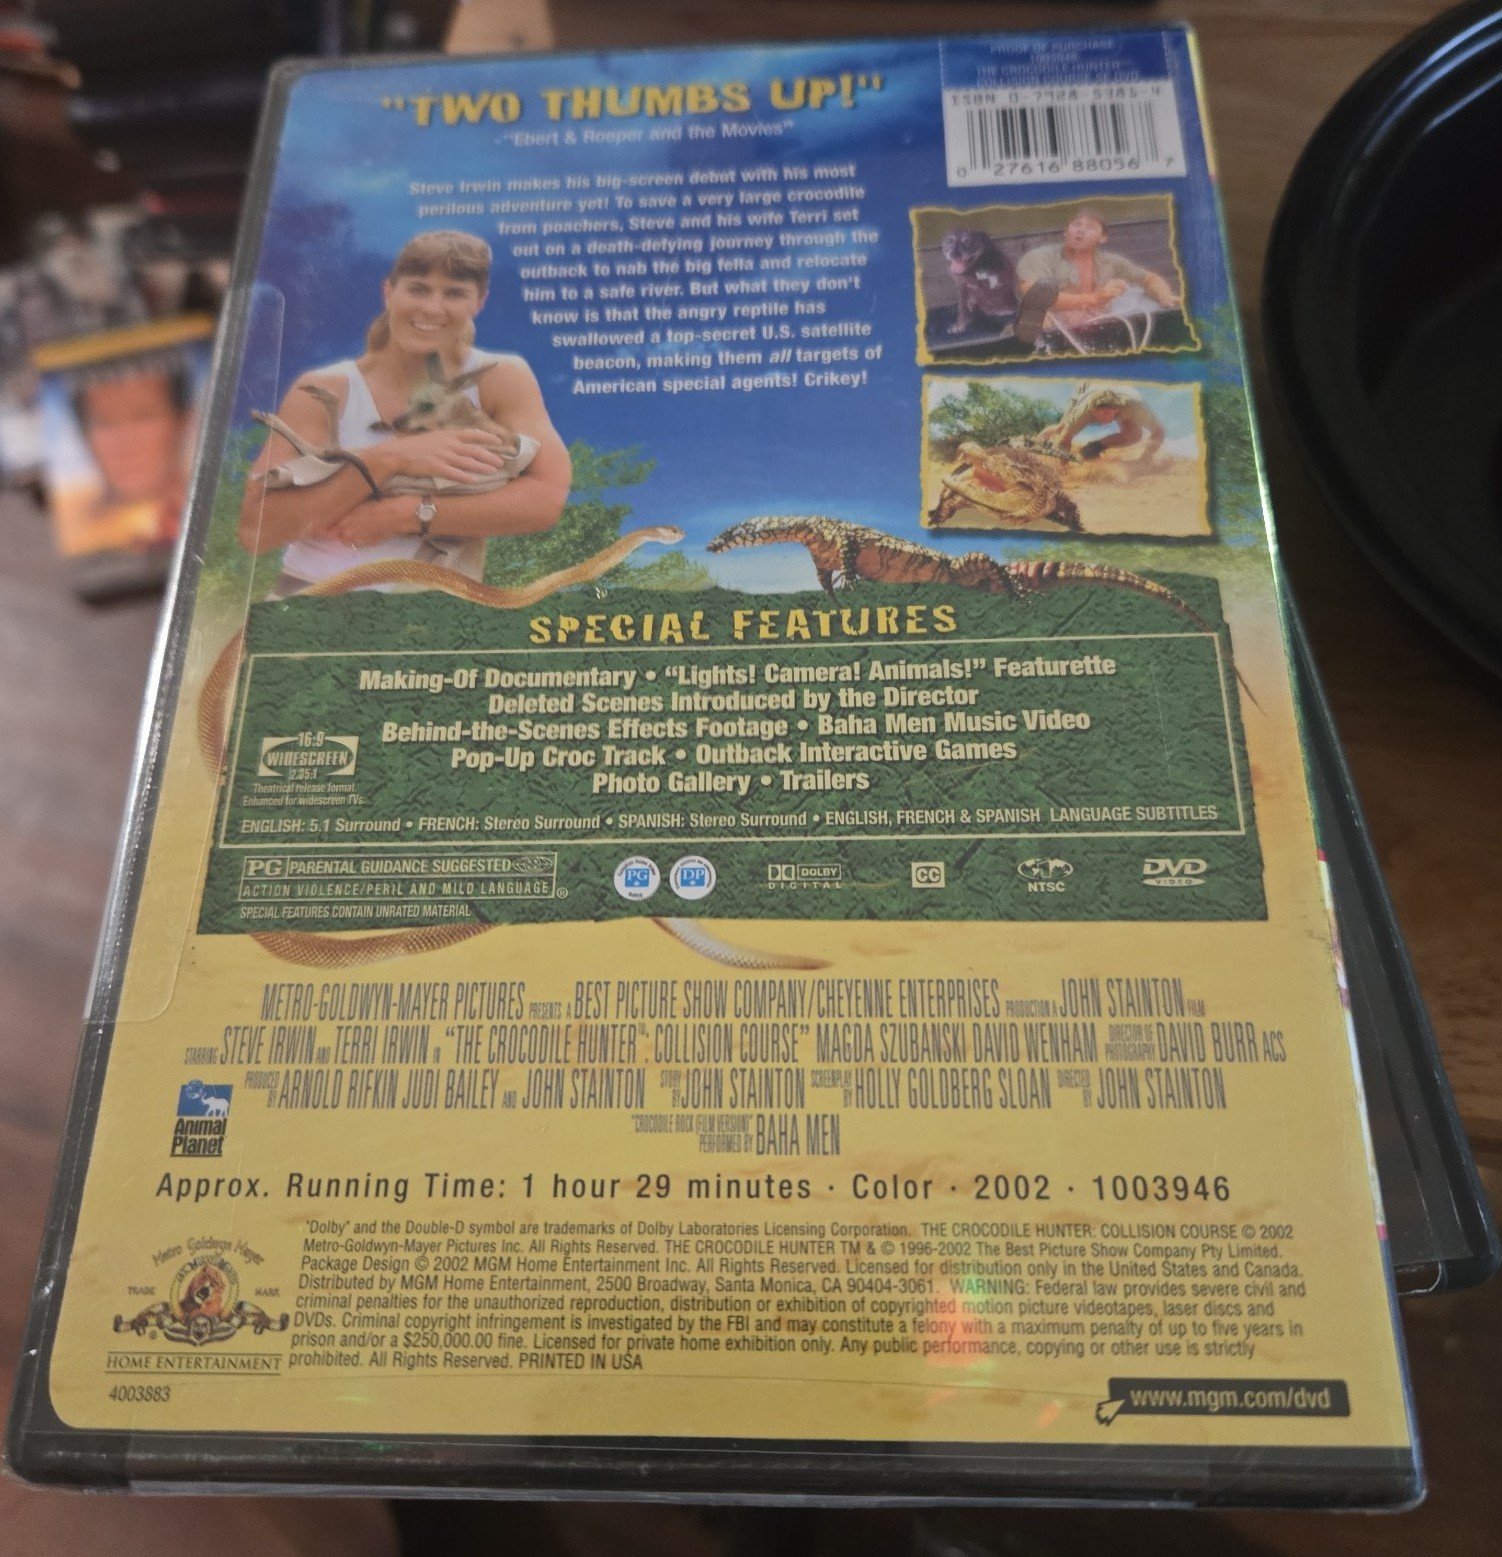 PROOF OF PURCHASE
THE CROCODILE HUNTER
"TWO THUMBS UP!"
-"Ebert & Roeper and the Movies"
ISBN 0-7928-5385-4
0 27616 88056 7
Steve Irwin makes his big-screen debut with his most
perilous adventure yet! To save a very large crocodile
from poachers, Steve and his wife Terri set
out on a death-defying journey through the
outback to nab the big fella and relocate
him to a safe river. But what they don't
know is that the angry reptile has
swallowed a top-secret U.S. satellite
beacon, making them all targets of
American special agents! Crikey!
SPECIAL FEATURES
Making-Of Documentary • "Lights! Camera! Animals!" Featurette
Deleted Scenes Introduced by the Director
Behind-the-Scenes Effects Footage • Baha Men Music Video
Pop-Up Croc Track • Outback Interactive Games
Photo Gallery • Trailers
16:9
WIDESCREEN
2.35:1
Theatrical release format.
Enhanced for widescreen TVs.
ENGLISH: 5.1 Surround • FRENCH: Stereo Surround • SPANISH: Stereo Surround • ENGLISH, FRENCH & SPANISH LANGUAGE SUBTITLES
PG PARENTAL GUIDANCE SUGGESTED
ACTION VIOLENCE/PERIL AND MILD LANGUAGE ®
SPECIAL FEATURES CONTAIN UNRATED MATERIAL
PG
DP
DOLBY
DIGITAL
CC
NTSC
DVD
VIDEO
METRO-GOLDWYN-MAYER PICTURES PRESENTS A BEST PICTURE SHOW COMPANY/CHEYENNE ENTERPRISES PRODUCTION A JOHN STAINTON FILM
STARRING STEVE IRWIN AND TERRI IRWIN IN "THE CROCODILE HUNTER™: COLLISION COURSE" MAGDA SZUBANSKI DAVID WENHAM DIRECTOR OF PHOTOGRAPHY DAVID BURR ACS
PRODUCED BY ARNOLD RIFKIN JUDI BAILEY AND JOHN STAINTON STORY BY JOHN STAINTON SCREENPLAY BY HOLLY GOLDBERG SLOAN DIRECTED BY JOHN STAINTON
"CROCODILE ROCK (FILM VERSION)" PERFORMED BY BAHA MEN
Animal
Planet
Approx. Running Time: 1 hour 29 minutes · Color · 2002 · 1003946
"Dolby" and the Double-D symbol are trademarks of Dolby Laboratories Licensing Corporation. THE CROCODILE HUNTER: COLLISION COURSE © 2002
Metro-Goldwyn-Mayer Pictures Inc. All Rights Reserved. THE CROCODILE HUNTER TM & © 1996-2002 The Best Picture Show Company Pty Limited.
Package Design © 2002 MGM Home Entertainment Inc. All Rights Reserved. Licensed for distribution only in the United States and Canada.
Distributed by MGM Home Entertainment, 2500 Broadway, Santa Monica, CA 90404-3061. WARNING: Federal law provides severe civil and
criminal penalties for the unauthorized reproduction, distribution or exhibition of copyrighted motion picture videotapes, laser discs and
DVDs. Criminal copyright infringement is investigated by the FBI and may constitute a felony with a maximum penalty of up to five years in
prison and/or a $250,000.00 fine. Licensed for private home exhibition only. Any public performance, copying or other use is strictly
prohibited. All Rights Reserved. PRINTED IN USA
Metro Goldwyn Mayer
TRADE MARK
HOME ENTERTAINMENT
4003883
www.mgm.com/dvd